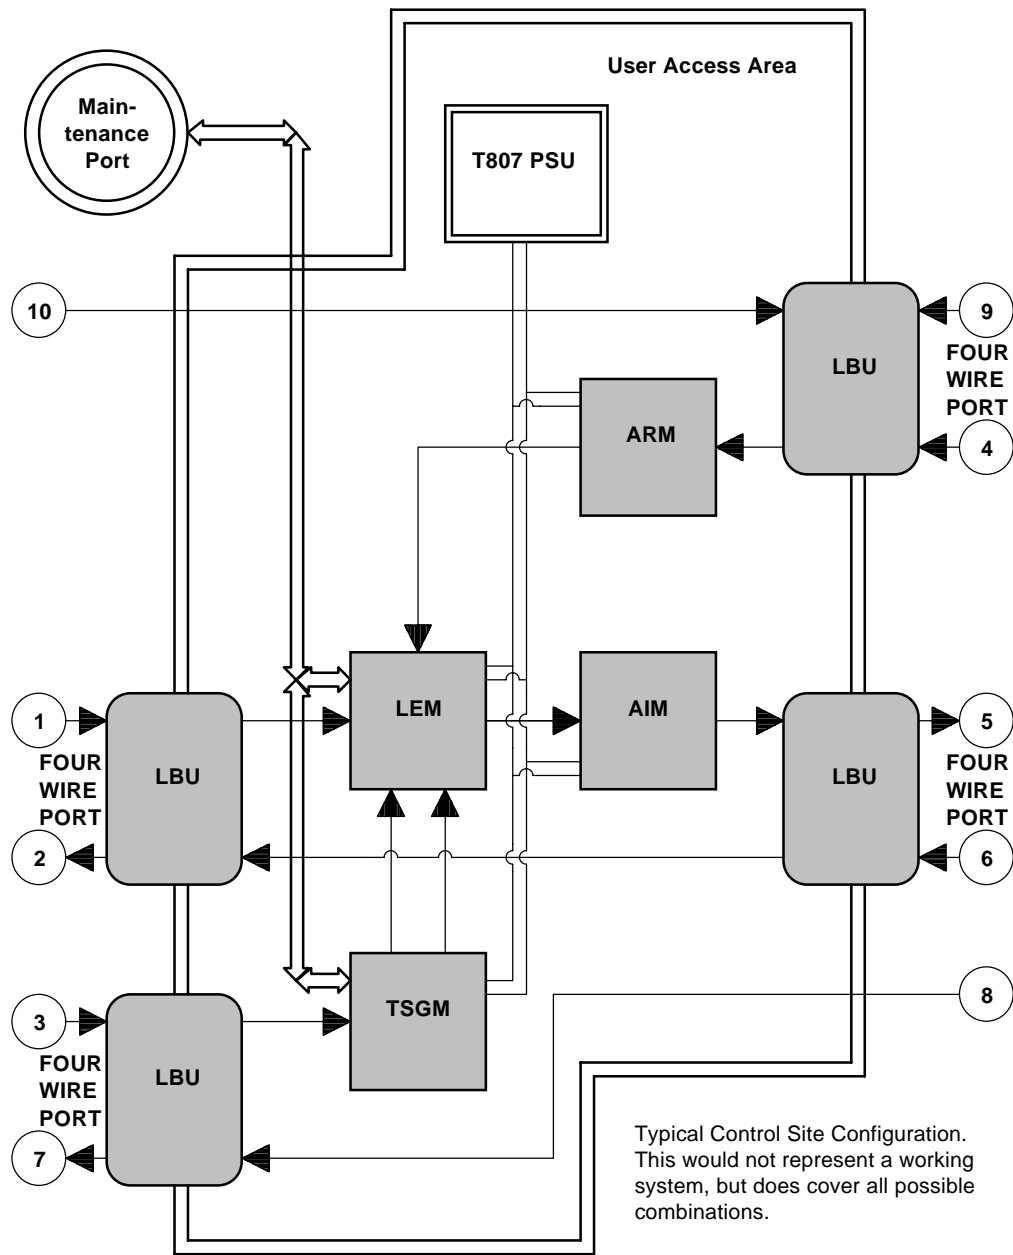 User Access Area
Main-
tenance
Port
T807 PSU
10
9
FOUR
WIRE
PORT
LBU
ARM
4
1
LEM
AIM
5
FOUR
WIRE
PORT
LBU
LBU
FOUR
WIRE
PORT
2
6
3
TSGM
8
FOUR
WIRE
PORT
LBU
7
Typical Control Site Configuration.
This would not represent a working
system, but does cover all possible
combinations.